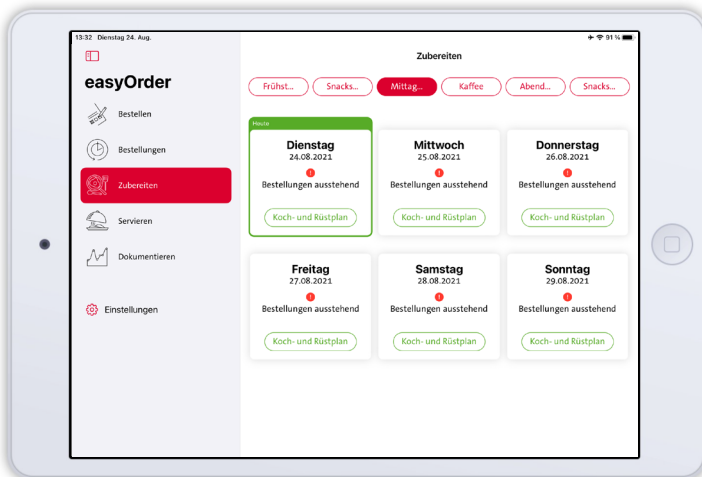 13:32 Dienstag 24. Aug.
91 %
Zubereiten
easyOrder
Frühst...
Snacks...
Mittag...
Kaffee
Abend...
Snacks...
Bestellen
Bestellungen
Zubereiten
Servieren
Dokumentieren
Einstellungen
Heute
Dienstag
24.08.2021
!
Bestellungen ausstehend
Koch- und Rüstplan
Mittwoch
25.08.2021
!
Bestellungen ausstehend
Koch- und Rüstplan
Donnerstag
26.08.2021
!
Bestellungen ausstehend
Koch- und Rüstplan
Freitag
27.08.2021
!
Bestellungen ausstehend
Koch- und Rüstplan
Samstag
28.08.2021
!
Bestellungen ausstehend
Koch- und Rüstplan
Sonntag
29.08.2021
!
Bestellungen ausstehend
Koch- und Rüstplan